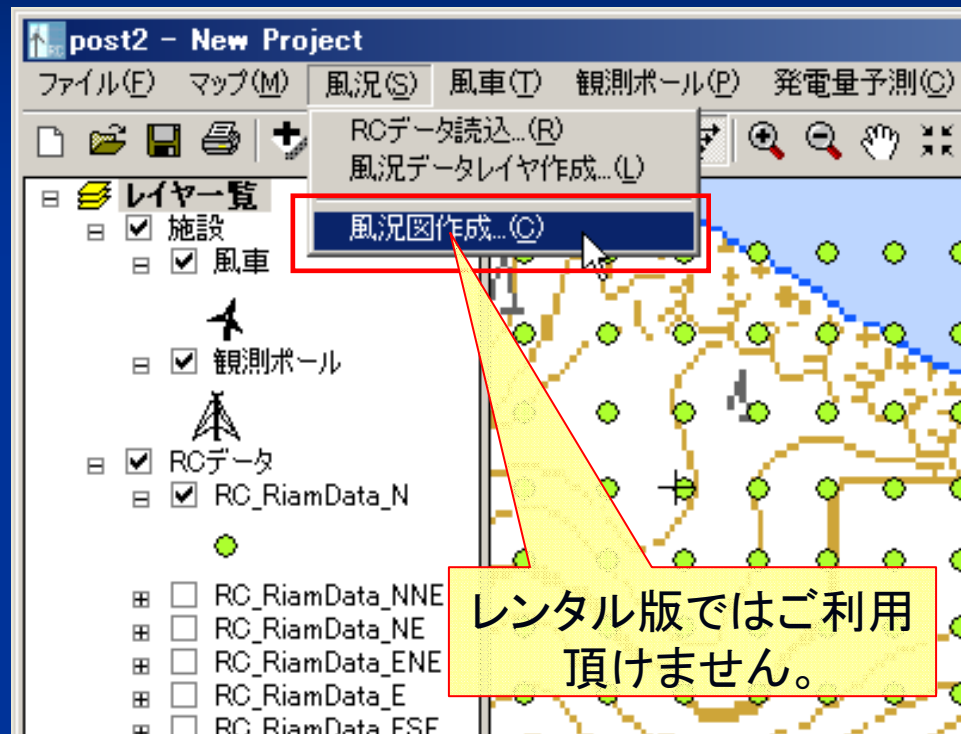 post2 - New Project
ファイル(F) マップ(M) 風況(S) 風車(T) 観測ポール(P) 発電量予測(C)
RCデータ読込...(R)
風況データレイヤ作成...(L)
風況図作成...(C)
レイヤ一覧
施設
風車
観測ポール
RCデータ
RC_RiamData_N
RC_RiamData_NNE
RC_RiamData_NE
RC_RiamData_ENE
RC_RiamData_E
RC_RiamData_ESE
レンタル版ではご利用
頂けません。